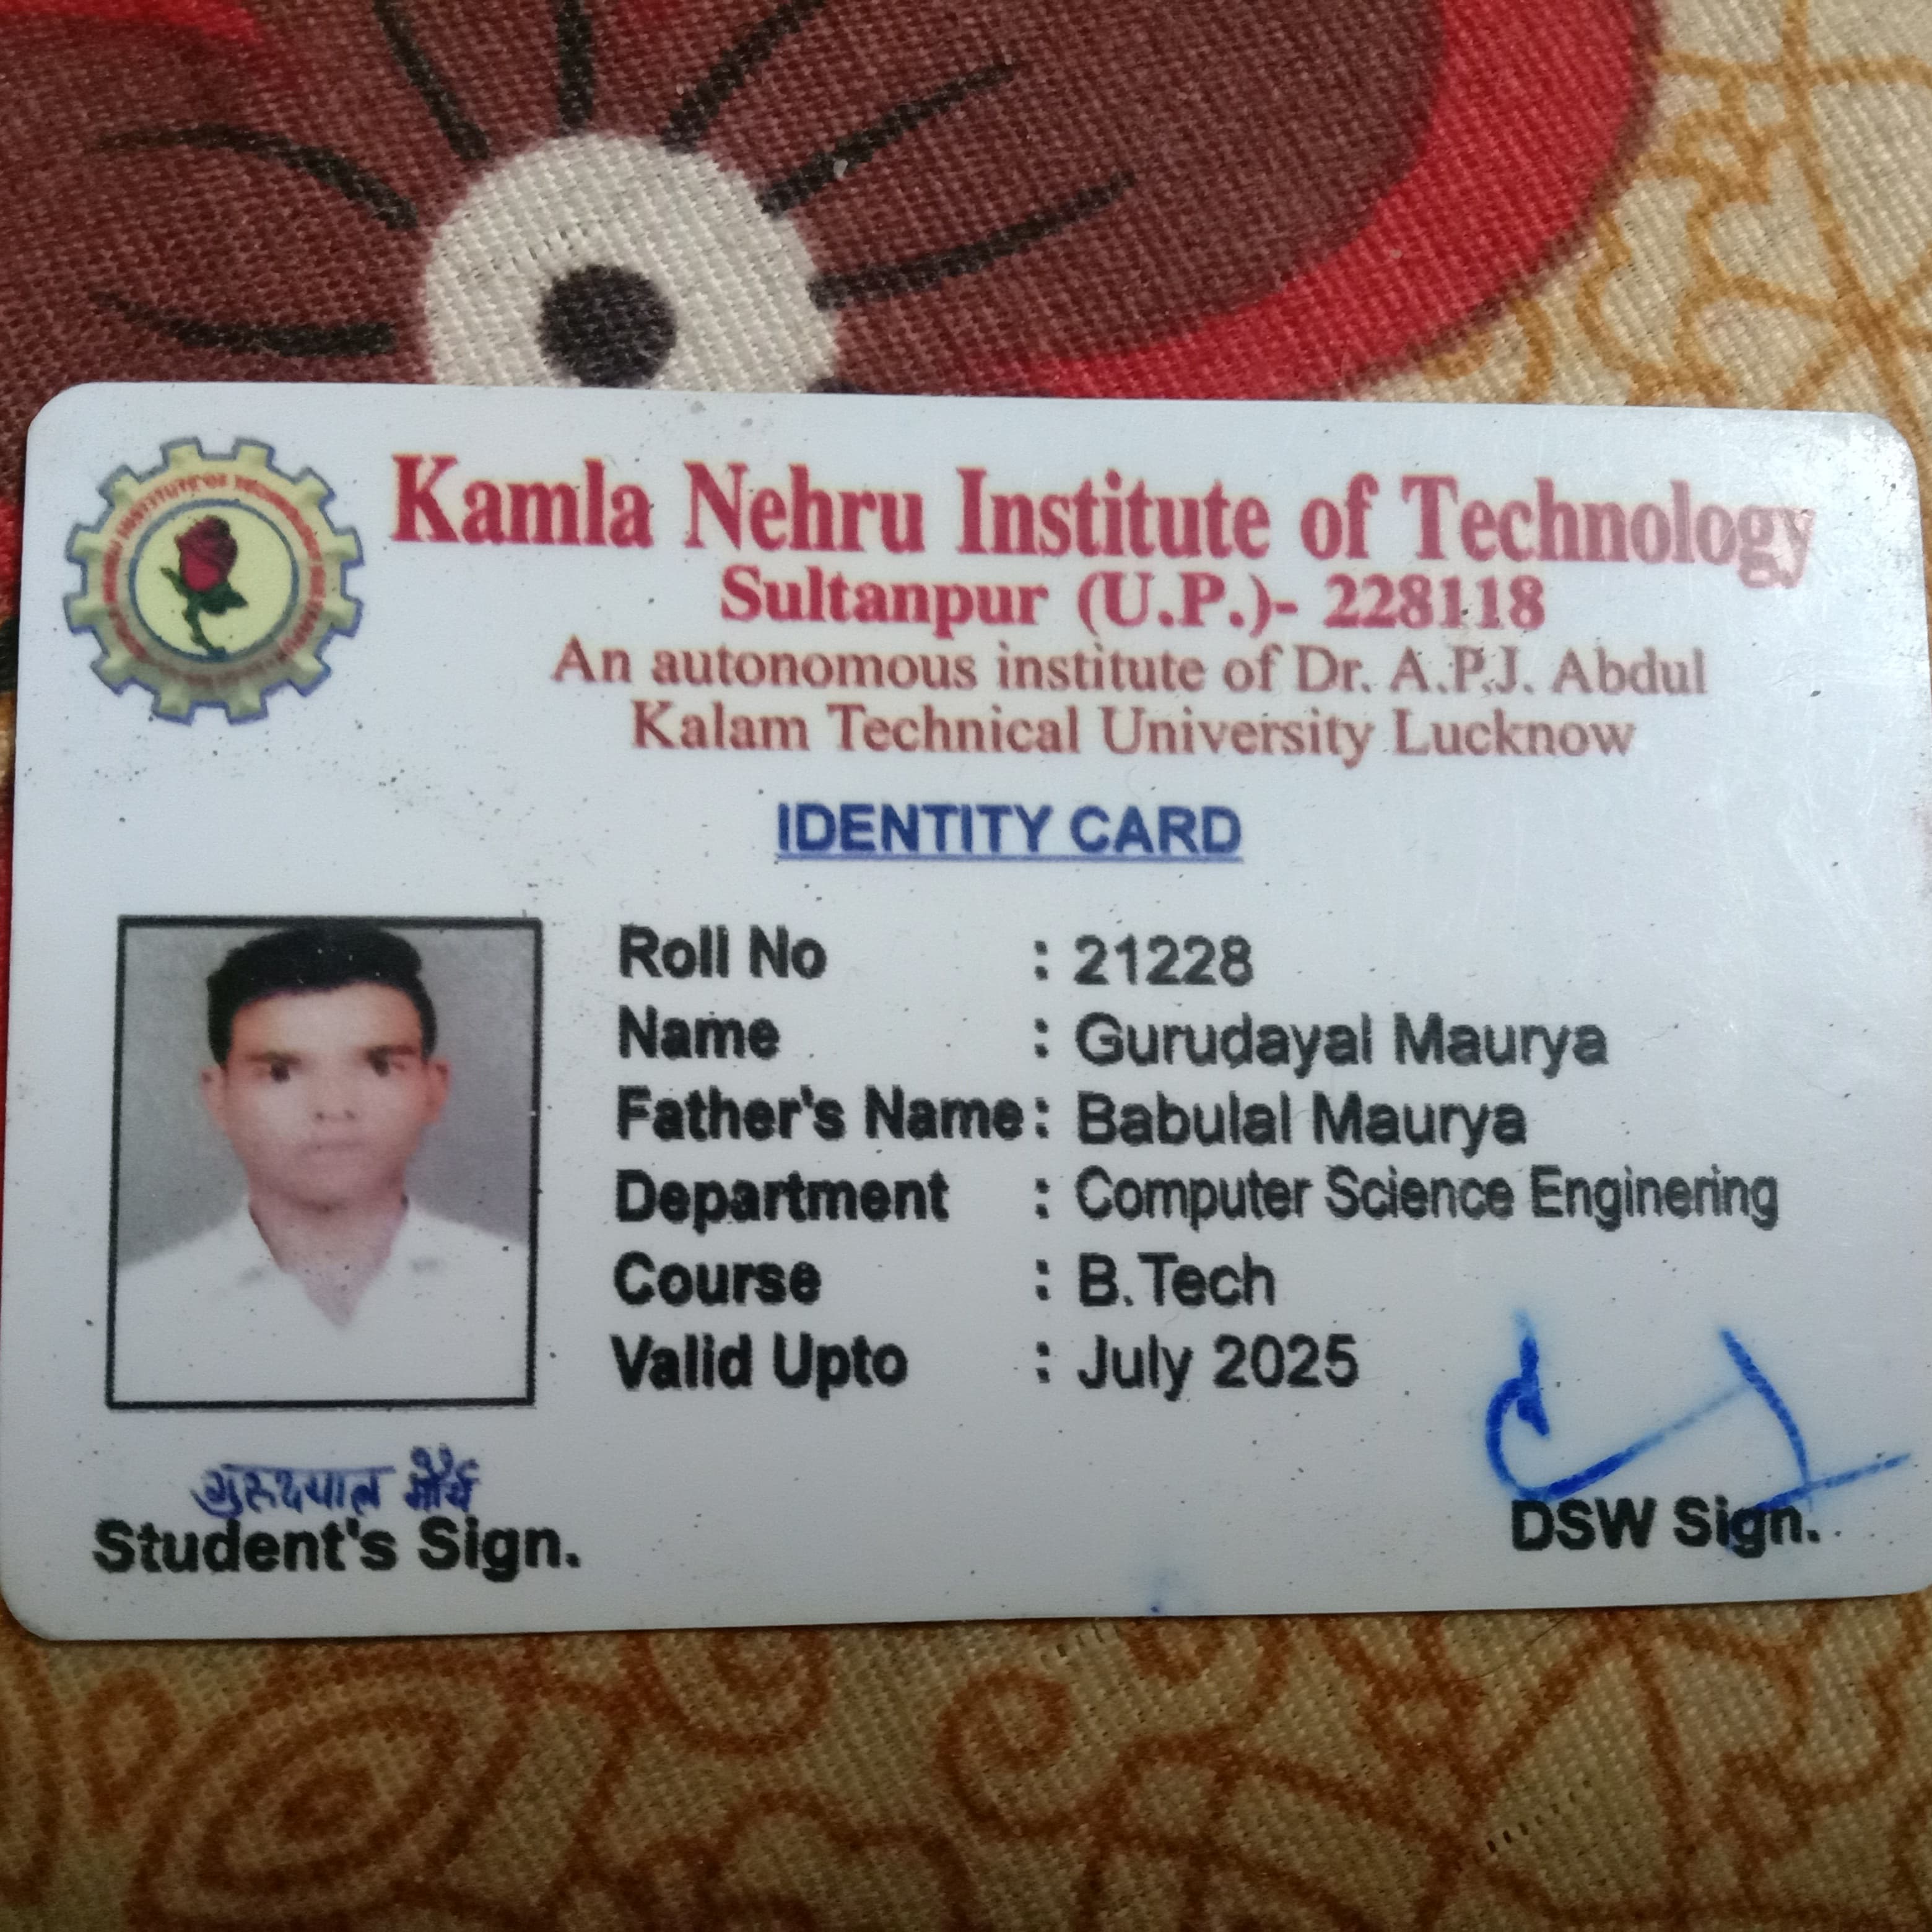 Kamla Nehru Institute of Technology
Sultanpur (U.P.)- 228118
An autonomous institute of Dr. A.P.J. Abdul
Kalam Technical University Lucknow
IDENTITY CARD
Roll No : 21228
Name : Gurudayal Maurya
Father's Name : Babulal Maurya
Department : Computer Science Enginering
Course : B.Tech
Valid Upto : July 2025
गुरुदयाल मौर्य
Student's Sign.
DSW Sign.